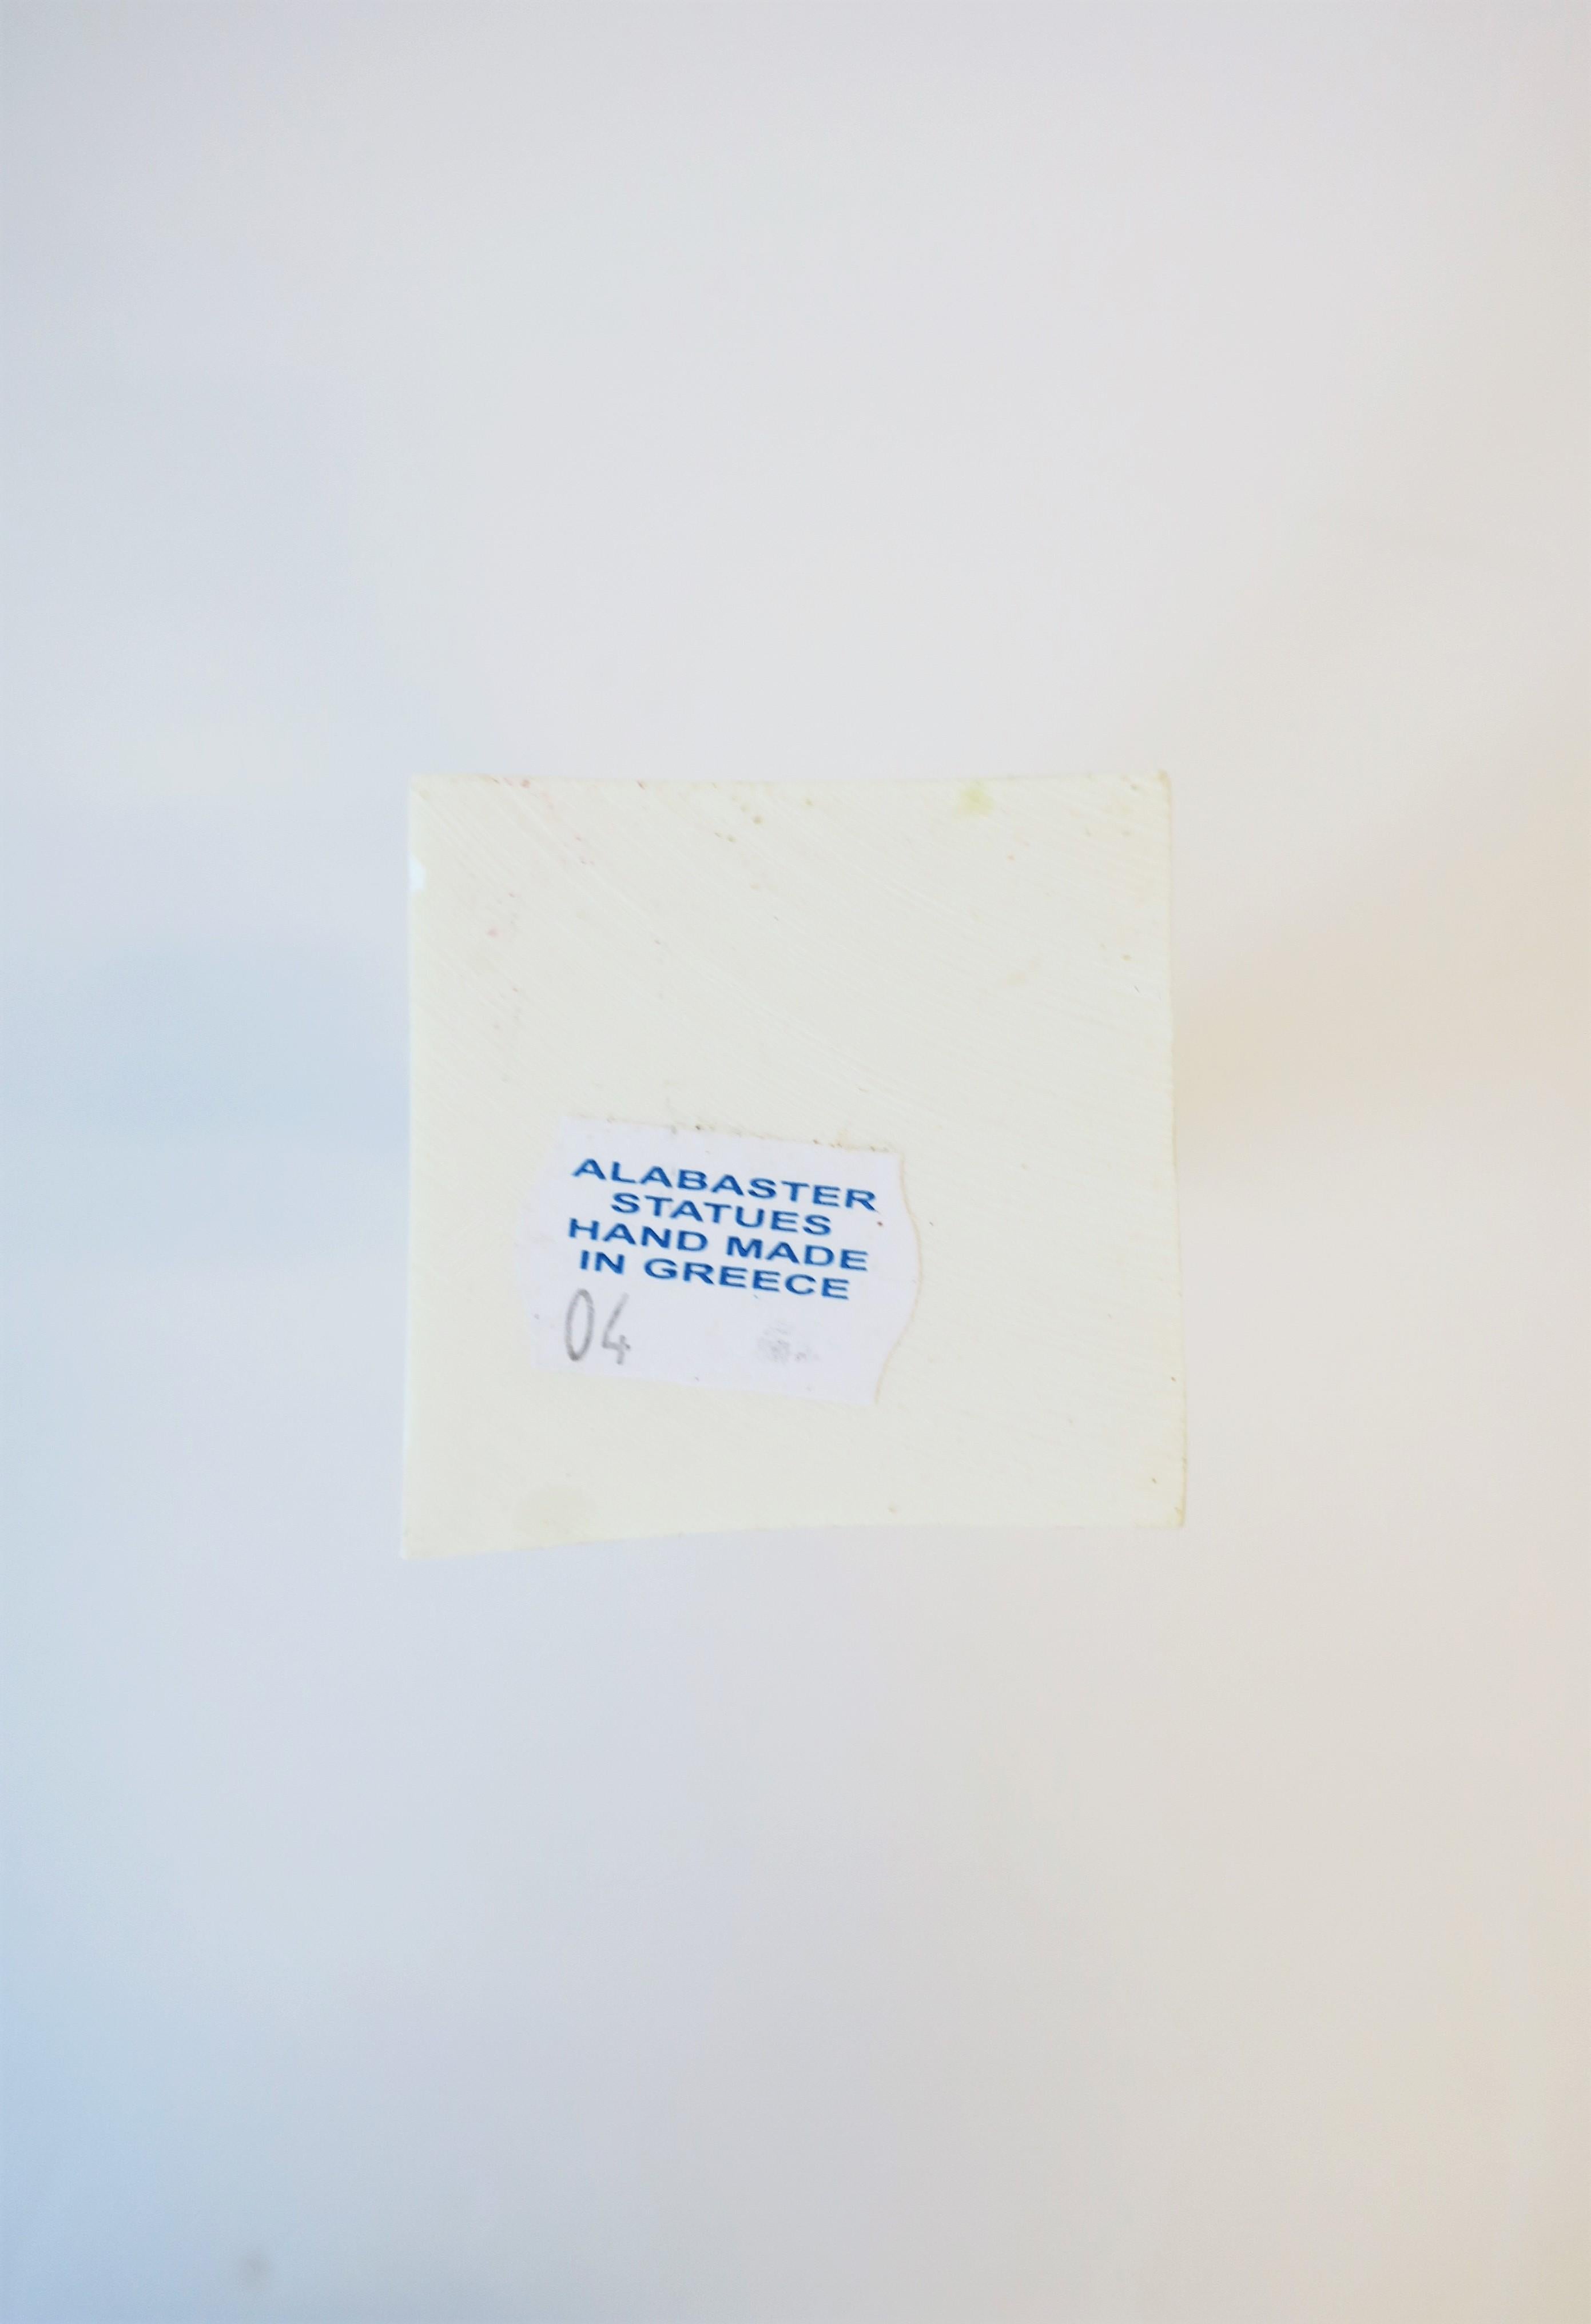 ALABASTER
STATUES
HAND MADE
IN GREECE
04